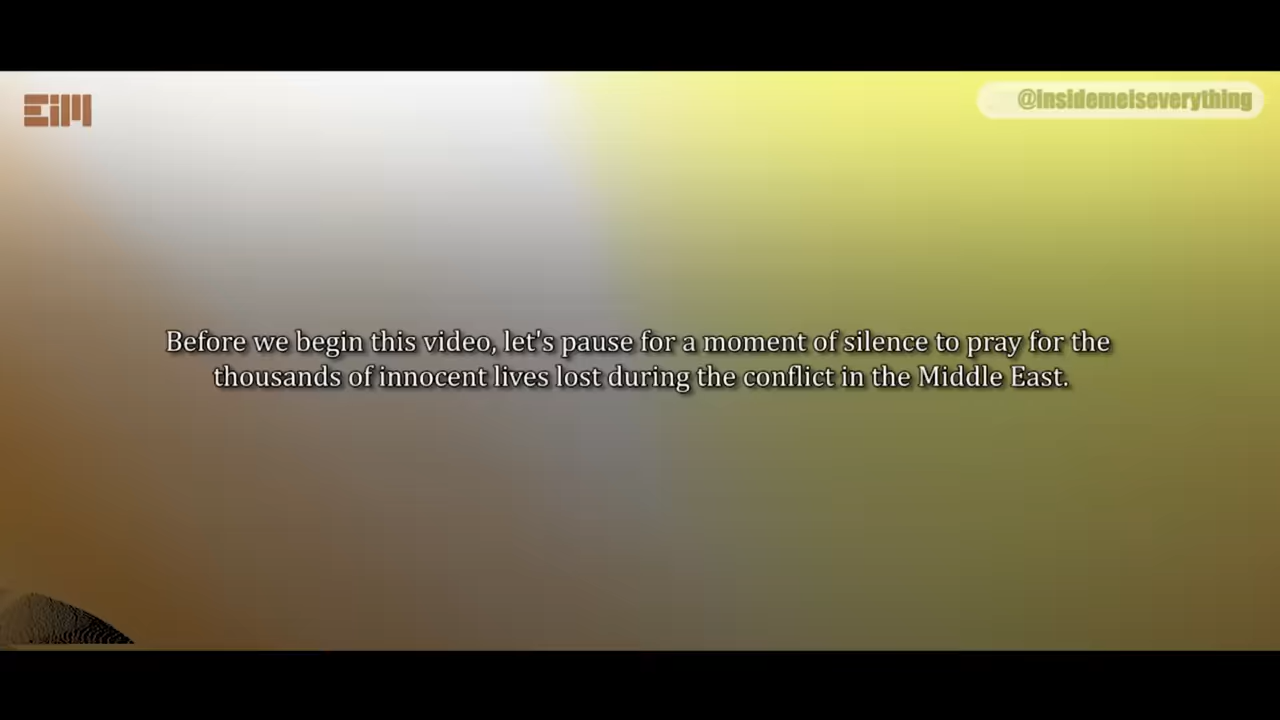 EiM
@insidemeiseverything
Before we begin this video, let's pause for a moment of silence to pray for the
thousands of innocent lives lost during the conflict in the Middle East.